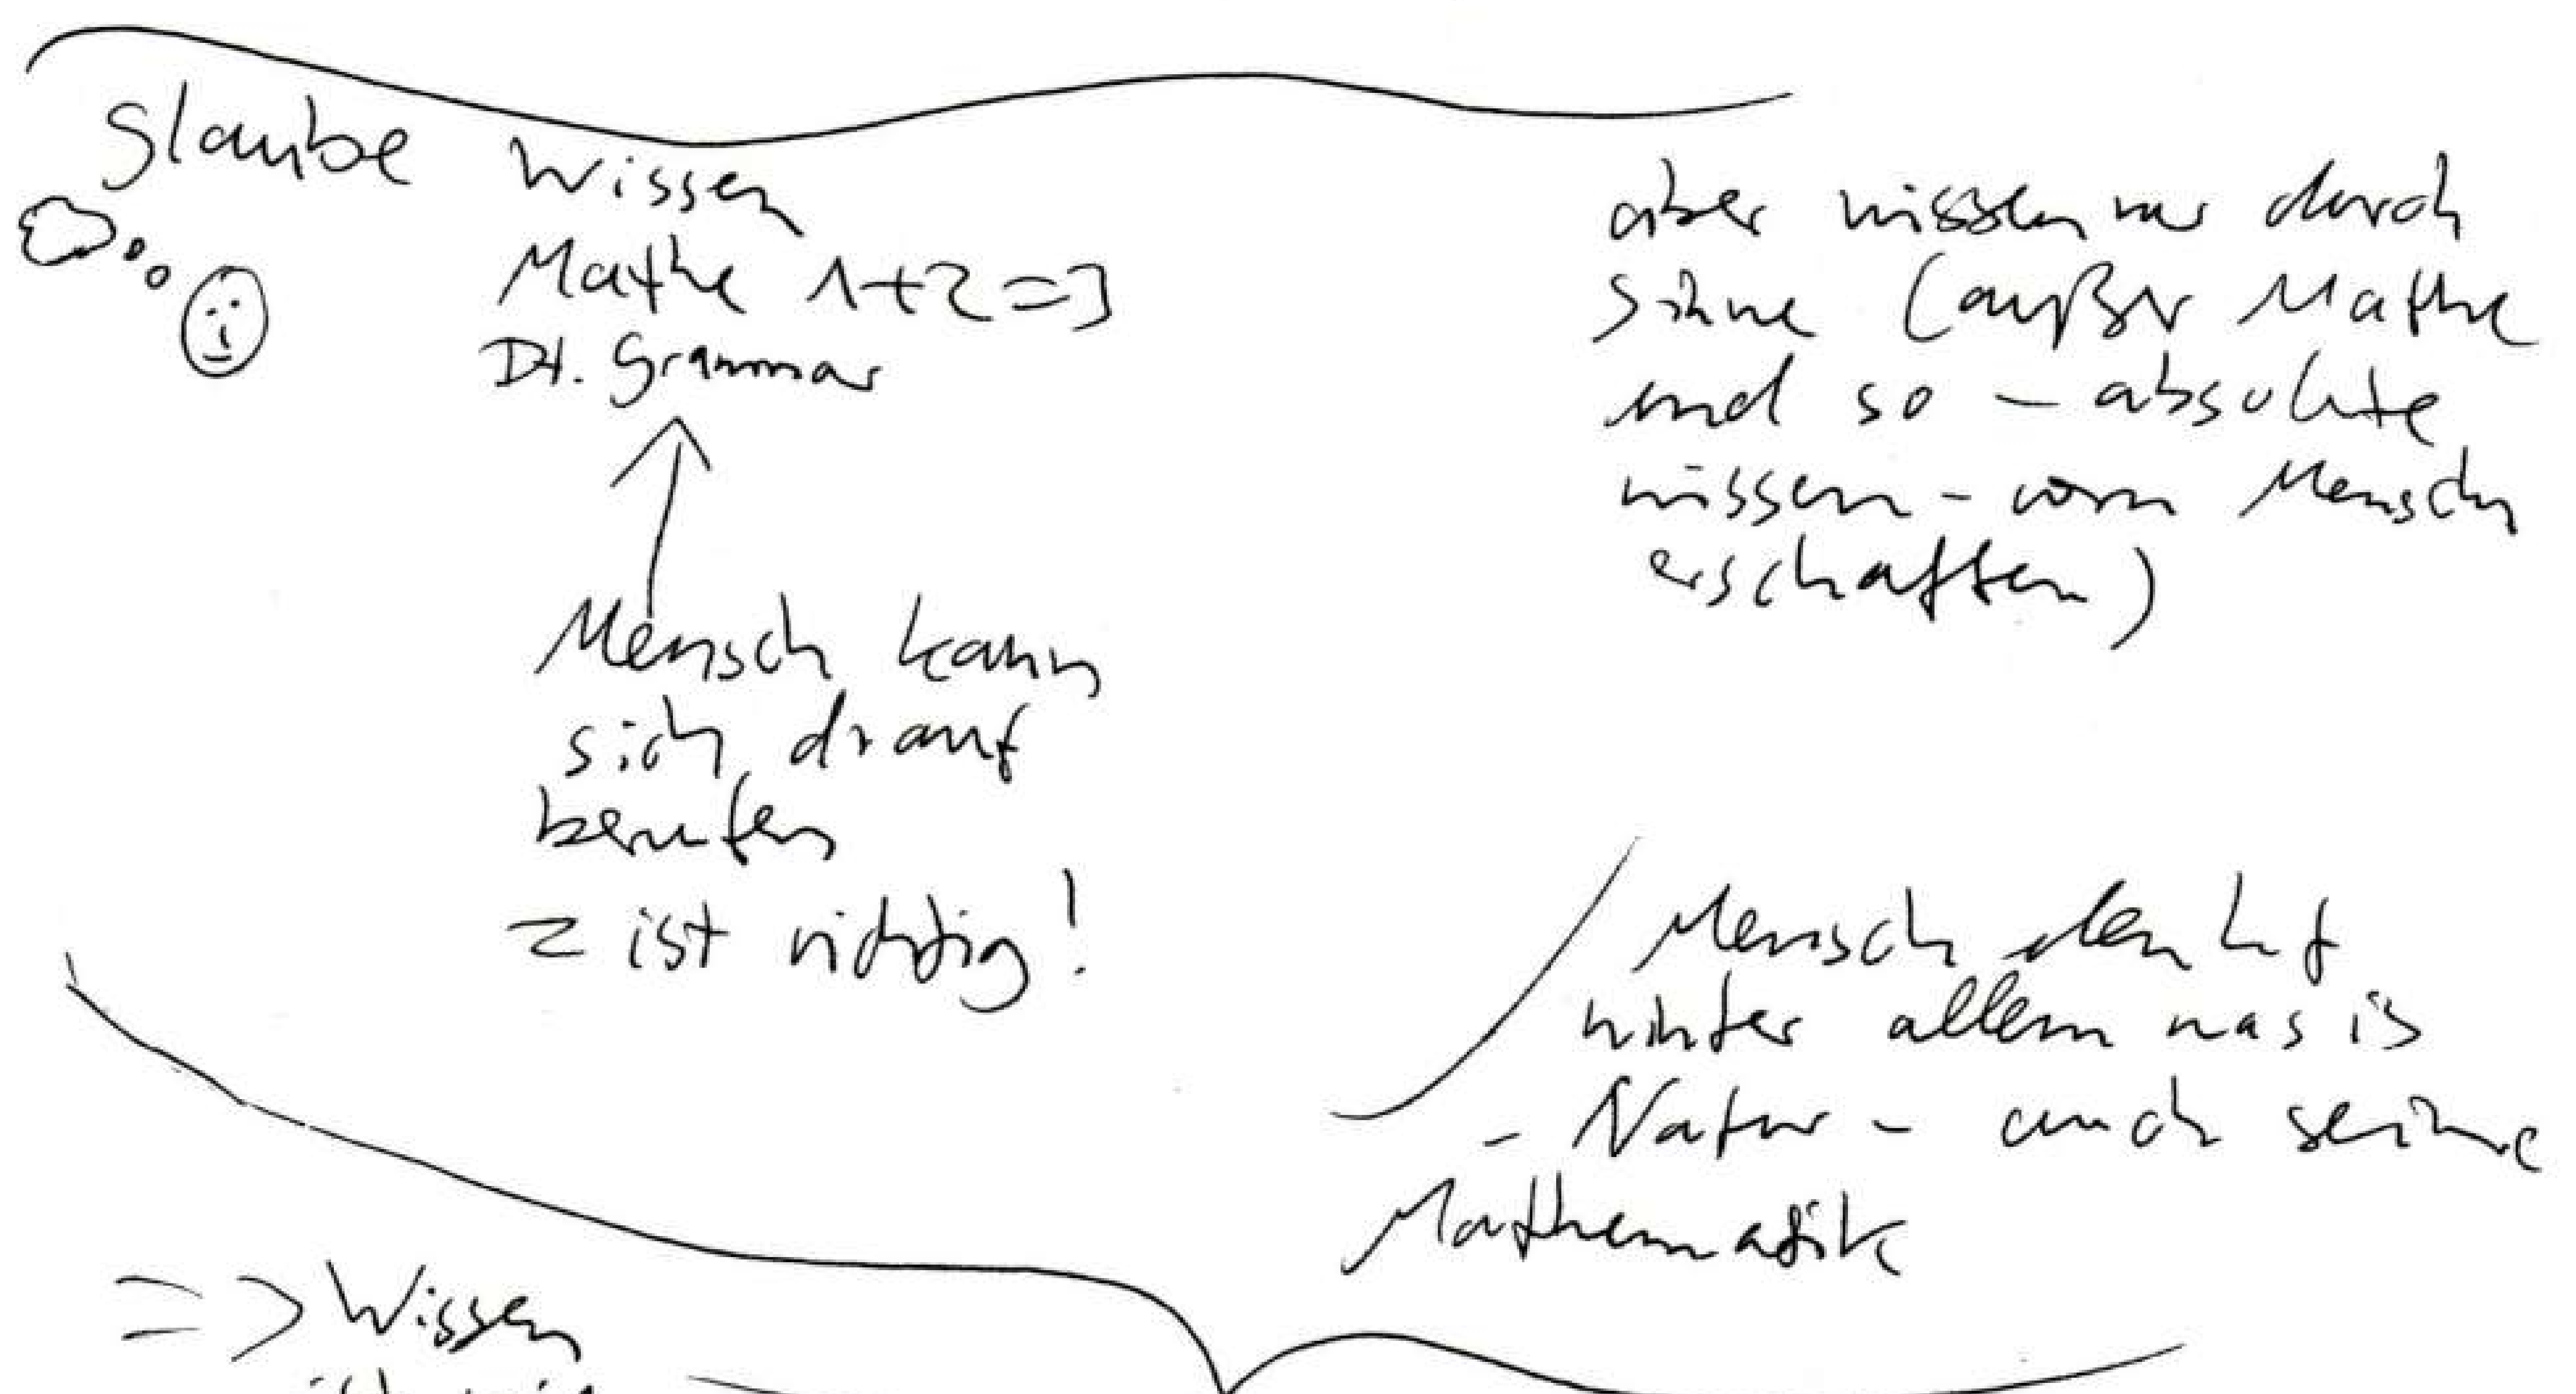 Glaube Wissen
Mathe 1+2=3
Dt. Grammar
Mensch kann
sich drauf
berufen
= ist richtig!
aber wissen nur durch
Sinne (außer Mathe
und so - absolute
wissen - vom Mensch
erschaffen)
Mensch denkt
hinter allem was is
- Natur - auch seine
Mathematik
=> Wissen